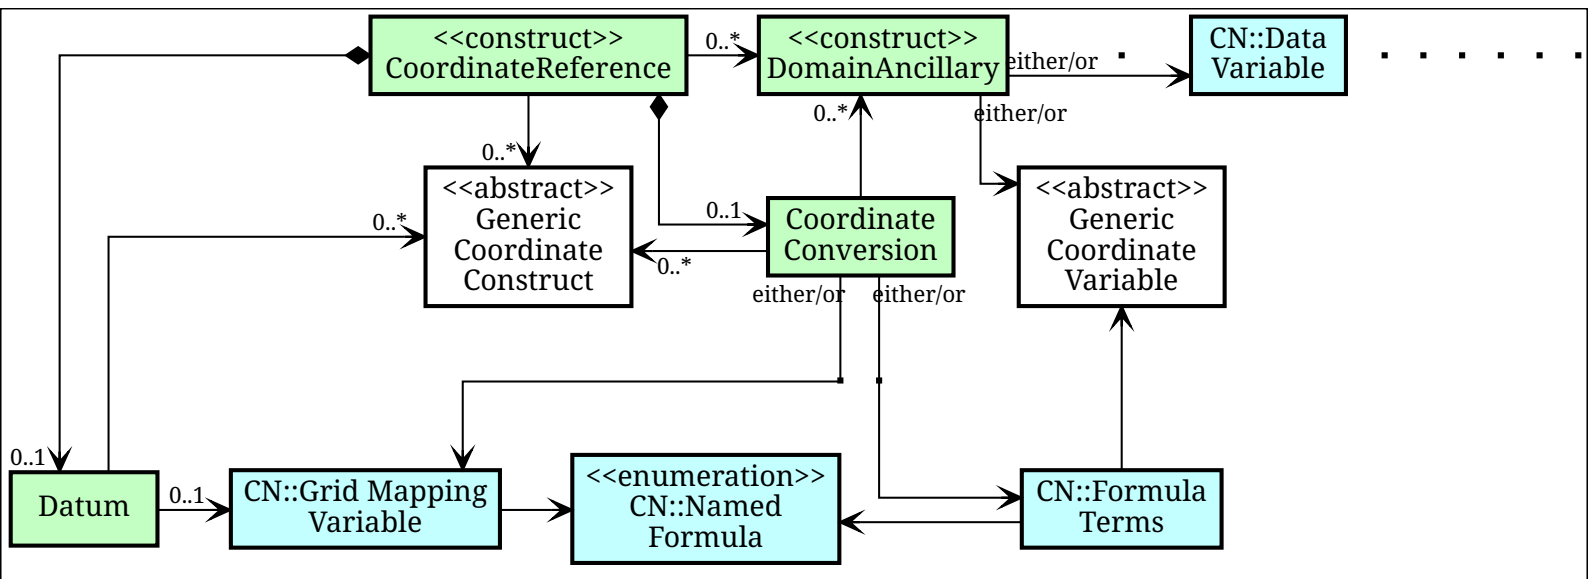 <<construct>>
CoordinateReference
0..*
<<construct>>
DomainAncillary
either/or
CN::Data
Variable
either/or
0..*
0..*
<<abstract>>
Generic
Coordinate
Construct
0..*
0..1
0..*
Coordinate
Conversion
<<abstract>>
Generic
Coordinate
Variable
either/or
either/or
0..1
Datum
0..1
CN::Grid Mapping
Variable
<<enumeration>>
CN::Named
Formula
CN::Formula
Terms